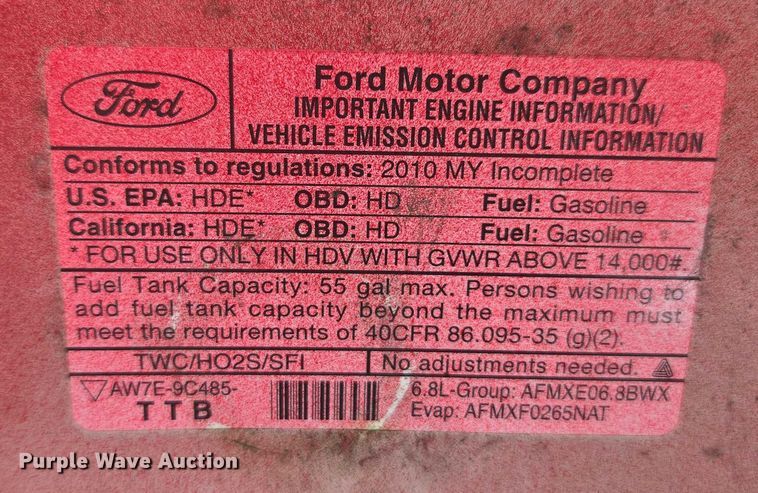 Ford
Ford Motor Company
IMPORTANT ENGINE INFORMATION/
VEHICLE EMISSION CONTROL INFORMATION
Conforms to regulations: 2010 MY Incomplete
U.S. EPA: HDE* OBD: HD Fuel: Gasoline
California: HDE* OBD: HD Fuel: Gasoline *
* FOR USE ONLY IN HDV WITH GVWR ABOVE 14,000#.
Fuel Tank Capacity: 55 gal max. Persons wishing to
add fuel tank capacity beyond the maximum must
meet the requirements of 40CFR 86.095-35 (g)(2).
TWC/HO2S/SFI No adjustments needed.
AW7E-9C485-
TTB
6.8L-Group: AFMXE06.8BWX
Evap: AFMXF0265NAT
Purple Wave Auction